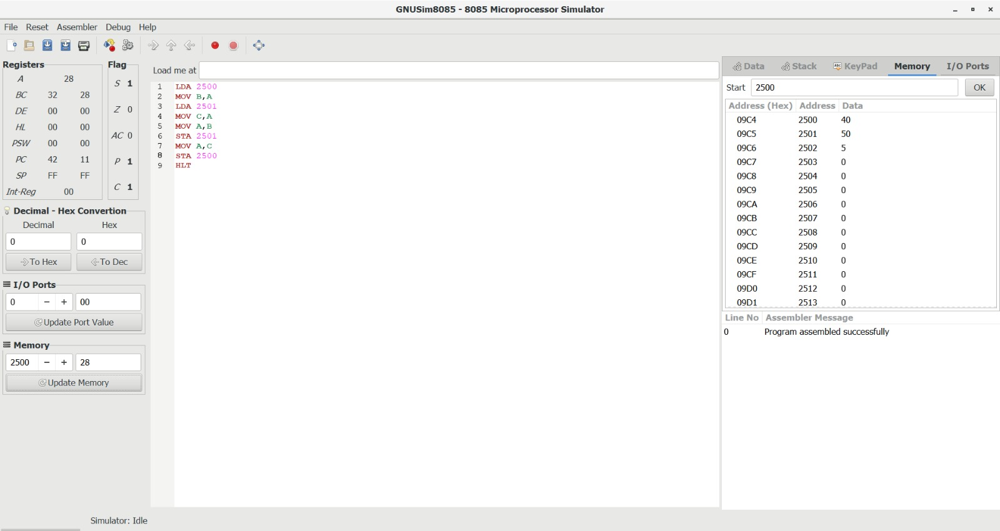 GNUSim8085 - 8085 Microprocessor Simulator
File Reset Assembler Debug Help
Registers
A 28
BC 32 28
DE 00 00
HL 00 00
PSW 00 00
PC 42 11
SP FF FF
Int-Reg 00
Flag
S 1
Z 0
AC 0
P 1
C 1
Decimal - Hex Convertion
Decimal Hex
0 0
To Hex To Dec
I/O Ports
0 − + 00
Update Port Value
Memory
2500 − + 28
Update Memory
Load me at
1 LDA 2500
2 MOV B,A
3 LDA 2501
4 MOV C,A
5 MOV A,B
6 STA 2501
7 MOV A,C
8 STA 2500
9 HLT
Data Stack Abc KeyPad Memory I/O Ports
Start 2500 OK
Address (Hex) Address Data
09C4 2500 40
09C5 2501 50
09C6 2502 5
09C7 2503 0
09C8 2504 0
09C9 2505 0
09CA 2506 0
09CB 2507 0
09CC 2508 0
09CD 2509 0
09CE 2510 0
09CF 2511 0
09D0 2512 0
09D1 2513 0
Line No Assembler Message
0 Program assembled successfully
Simulator: Idle